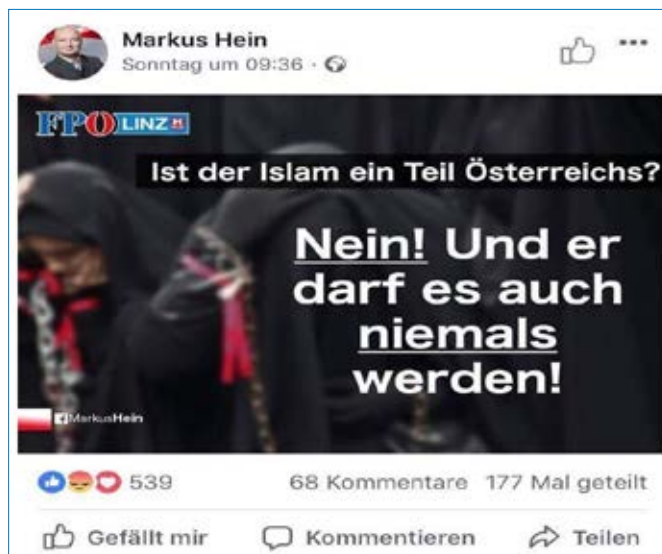 Markus Hein
Sonntag um 09:36 ·
FPÖ LINZ
Ist der Islam ein Teil Österreichs?
Nein! Und er
darf es auch
niemals
werden!
f MarkusHein
539 68 Kommentare 177 Mal geteilt
Gefällt mir Kommentieren Teilen